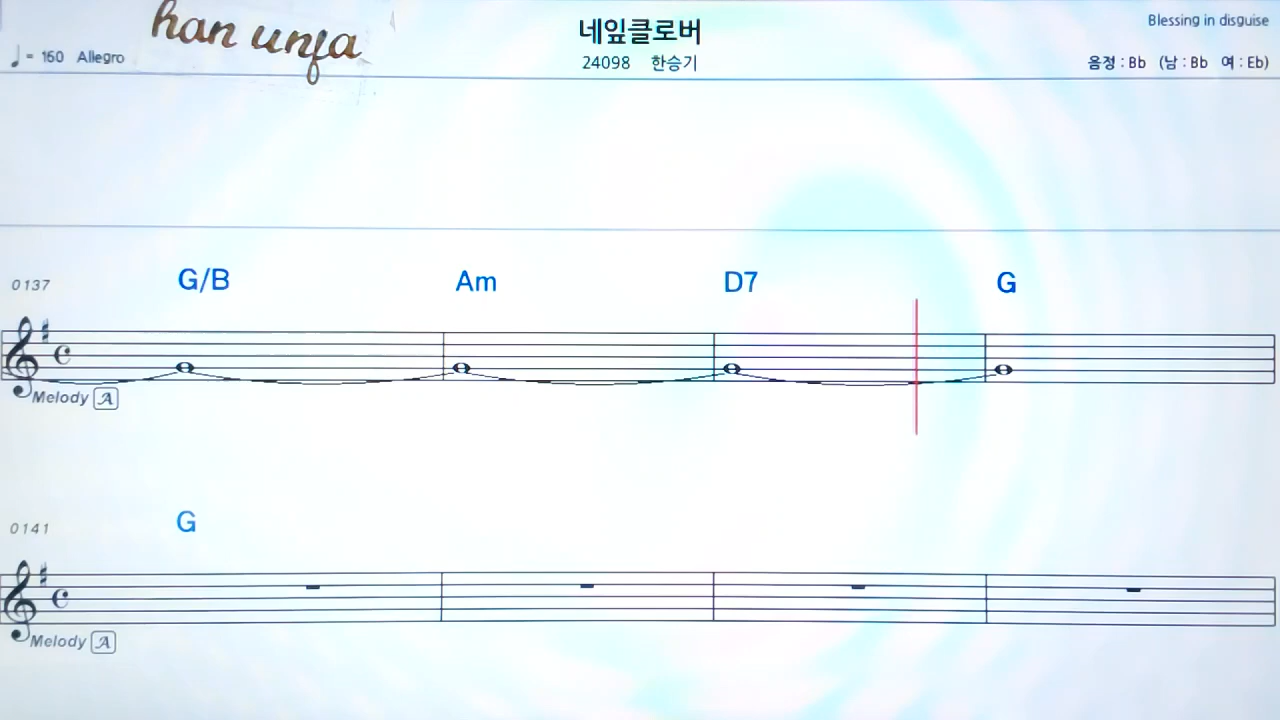 han unfa
네잎클로버
Blessing in disguise
♩= 160 Allegro
24098 한승기
음정 : Bb (남 : Bb 여 : Eb)
0137 G/B Am D7 G
Melody A
0141 G
Melody A